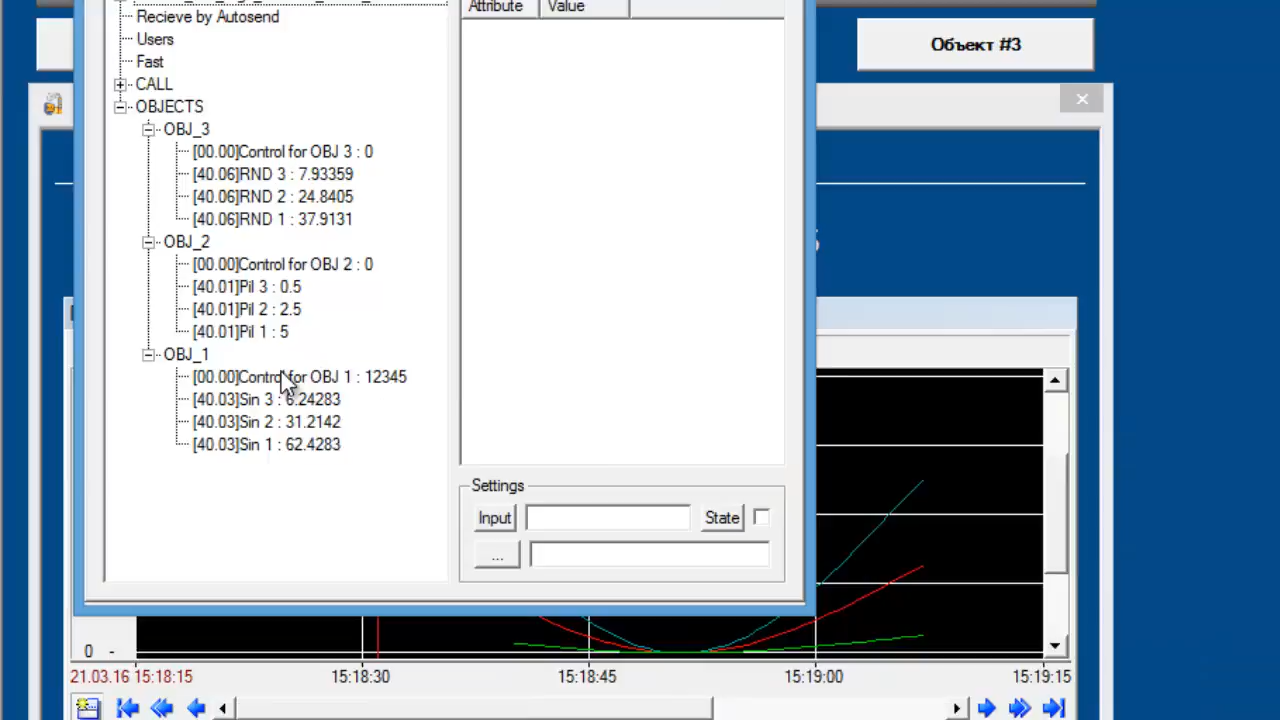 Attribute Value
Recieve by Autosend
Users
Fast
CALL
OBJECTS
OBJ_3
[00.00]Control for OBJ 3 : 0
[40.06]RND 3 : 7.93359
[40.06]RND 2 : 24.8405
[40.06]RND 1 : 37.9131
OBJ_2
[00.00]Control for OBJ 2 : 0
[40.01]Pil 3 : 0.5
[40.01]Pil 2 : 2.5
[40.01]Pil 1 : 5
OBJ_1
[00.00]Control for OBJ 1 : 12345
[40.03]Sin 3 : 6.24283
[40.03]Sin 2 : 31.2142
[40.03]Sin 1 : 62.4283
Settings
Input State
...
Объект #3
0 -
21.03.16 15:18:15 15:18:30 15:18:45 15:19:00 15:19:15